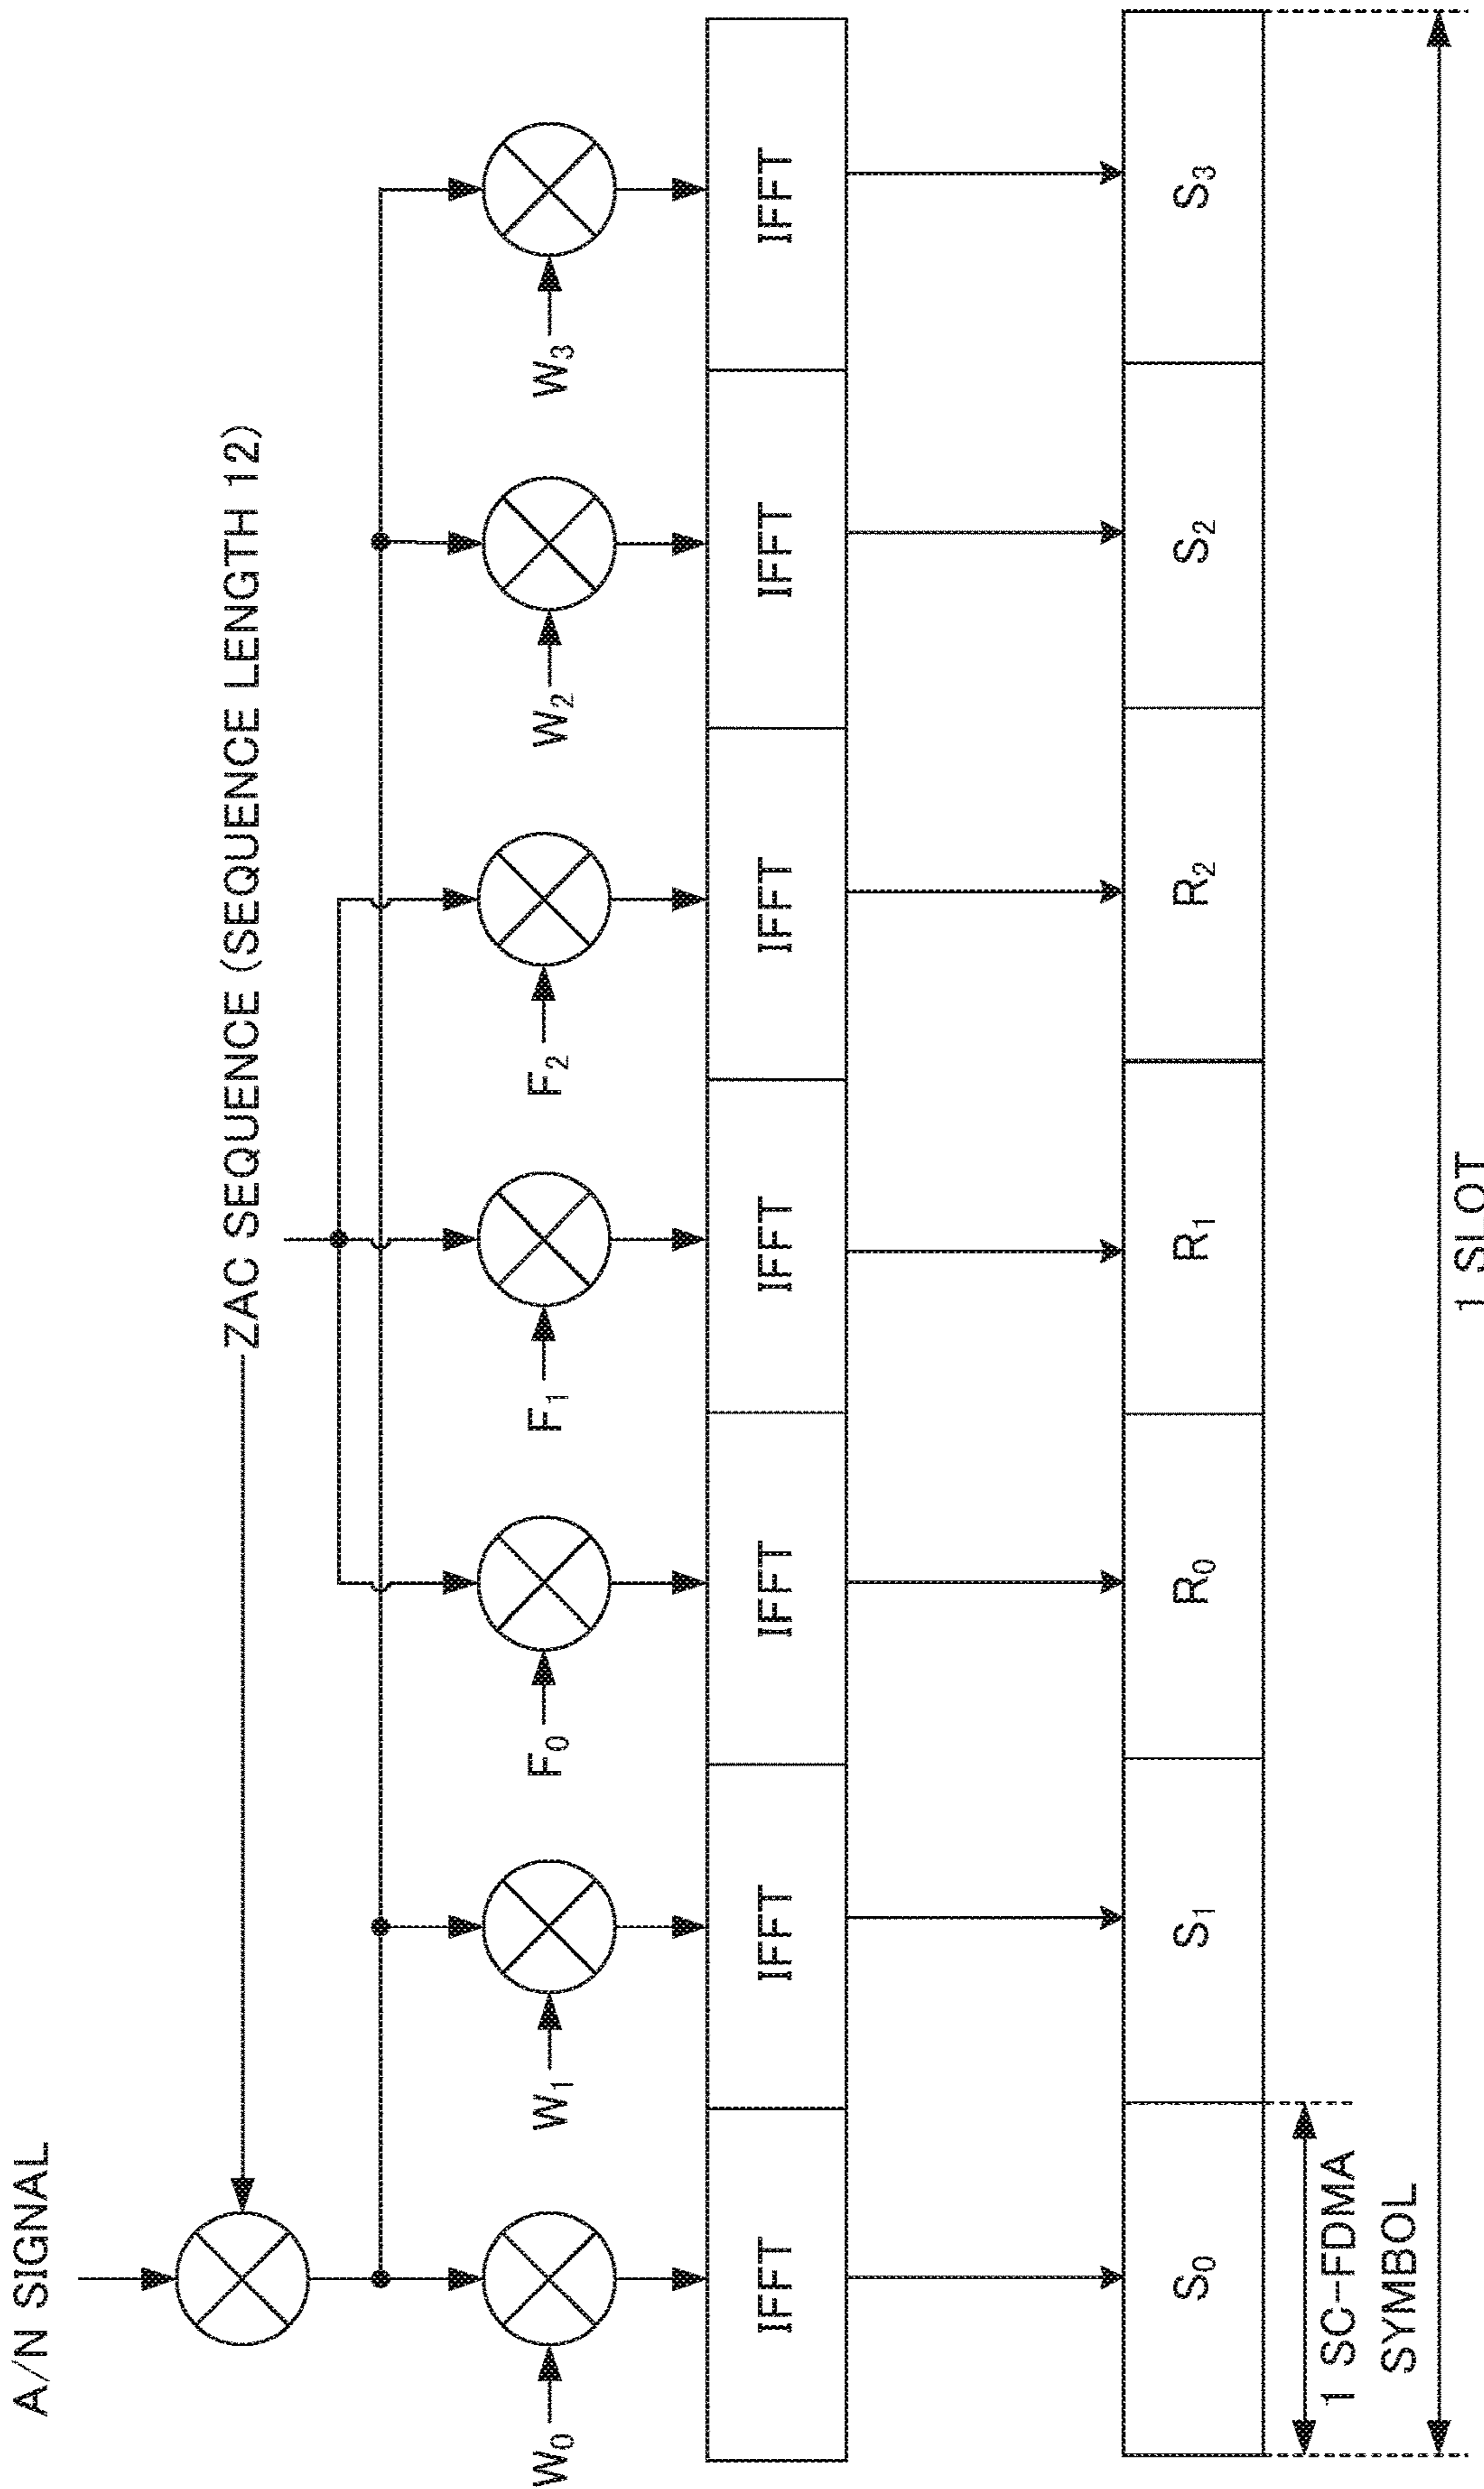 A/N SIGNAL
ZAC SEQUENCE (SEQUENCE LENGTH 12)
W₀
W₁
F₀
F₁
F₂
W₂
W₃
IFFT
IFFT
IFFT
IFFT
IFFT
IFFT
IFFT
S₀
S₁
R₀
R₁
R₂
S₂
S₃
1 SC-FDMA
SYMBOL
1 SLOT